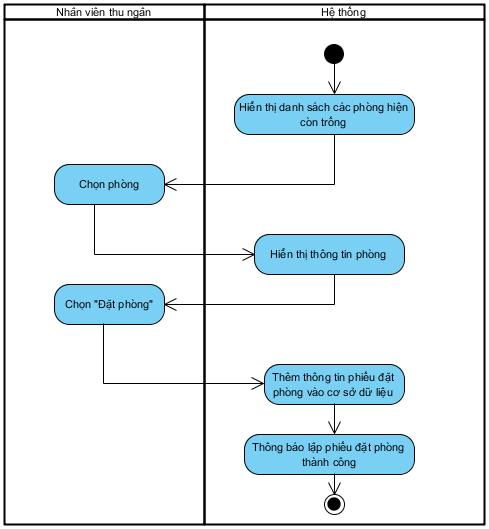 Nhân viên thu ngân
Hệ thống
Hiển thị danh sách các phòng hiện
còn trống
Chọn phòng
Hiển thị thông tin phòng
Chọn "Đặt phòng"
Thêm thông tin phiếu đặt
phòng vào cơ sở dữ liệu
Thông báo lập phiếu đặt phòng
thành công